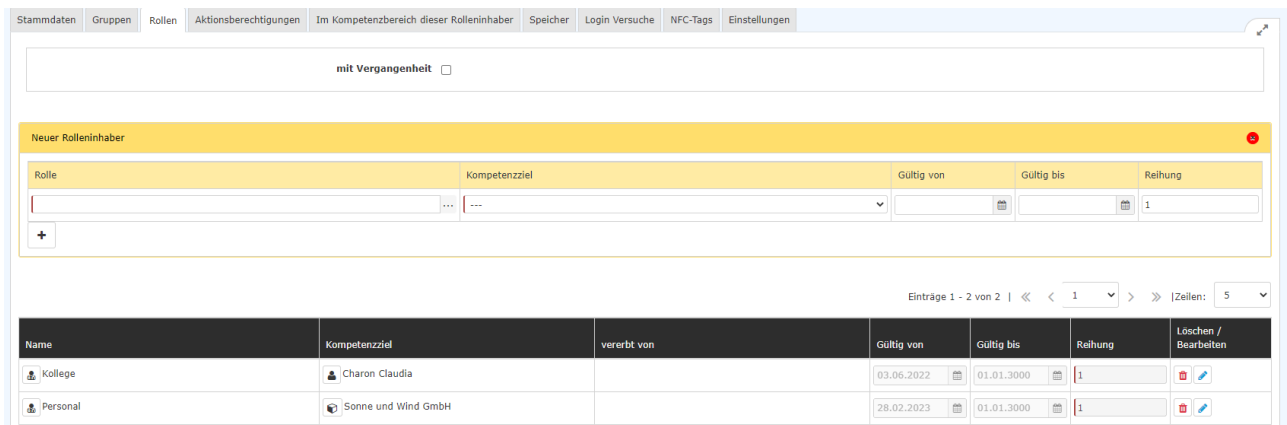 Stammdaten Gruppen Rollen Aktionsberechtigungen Im Kompetenzbereich dieser Rolleninhaber Speicher Login Versuche NFC-Tags Einstellungen
mit Vergangenheit
Neuer Rolleninhaber
Rolle Kompetenzziel Gültig von Gültig bis Reihung
... --- 1
+
Einträge 1 - 2 von 2 | « < 1 > » |Zeilen: 5
Name Kompetenzziel vererbt von Gültig von Gültig bis Reihung Löschen / Bearbeiten
Kollege Charon Claudia 03.06.2022 01.01.3000 1
Personal Sonne und Wind GmbH 28.02.2023 01.01.3000 1